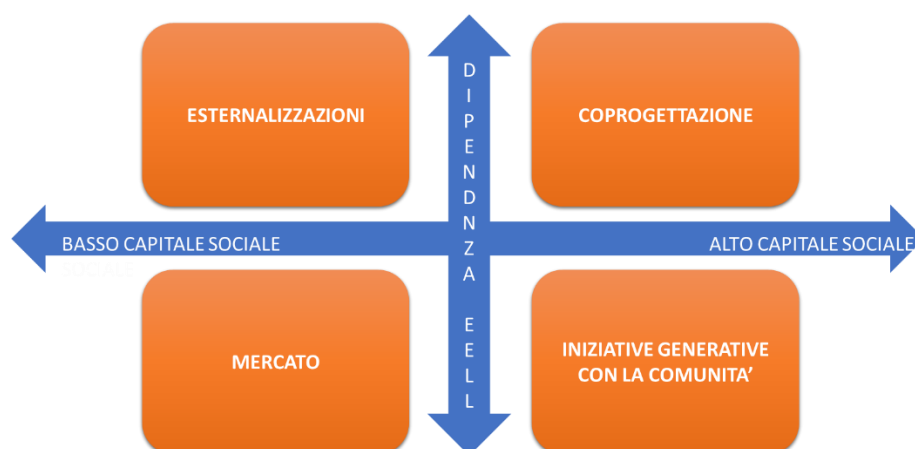 ESTERNALIZZAZIONI
COPROGETTAZIONE
DIPENDNZA EELL
BASSO CAPITALE SOCIALE
ALTO CAPITALE SOCIALE
MERCATO
INIZIATIVE GENERATIVE
CON LA COMUNITA’